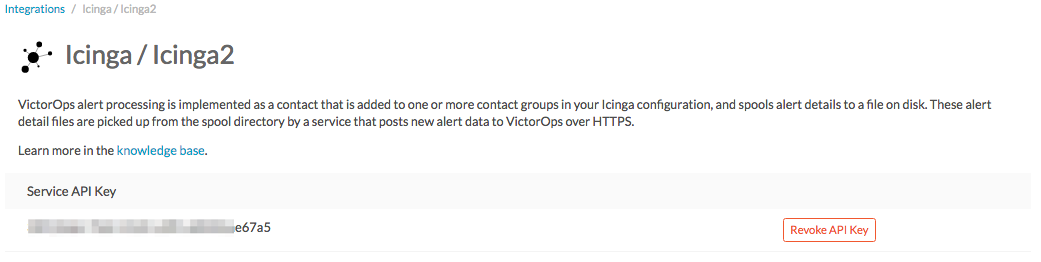 Integrations / Icinga / Icinga2
Icinga / Icinga2
VictorOps alert processing is implemented as a contact that is added to one or more contact groups in your Icinga configuration, and spools alert details to a file on disk. These alert
detail files are picked up from the spool directory by a service that posts new alert data to VictorOps over HTTPS.
Learn more in the knowledge base.
Service API Key
e67a5 Revoke API Key